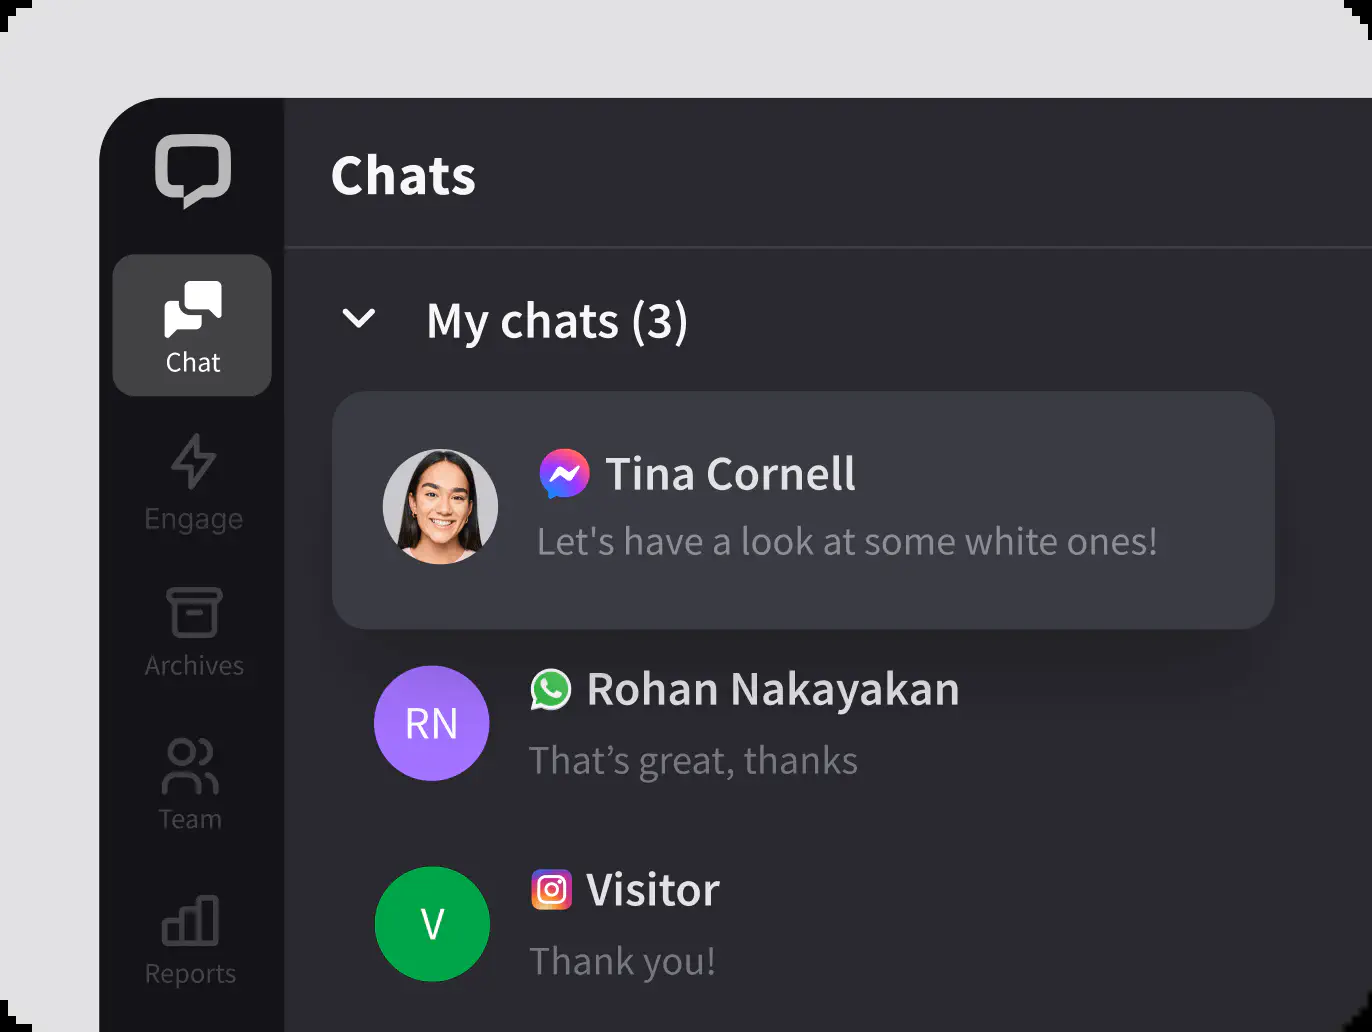 Chats
Chat
Engage
Archives
Team
Reports
My chats (3)
Tina Cornell
Let's have a look at some white ones!
RN
Rohan Nakayakan
That’s great, thanks
V
Visitor
Thank you!